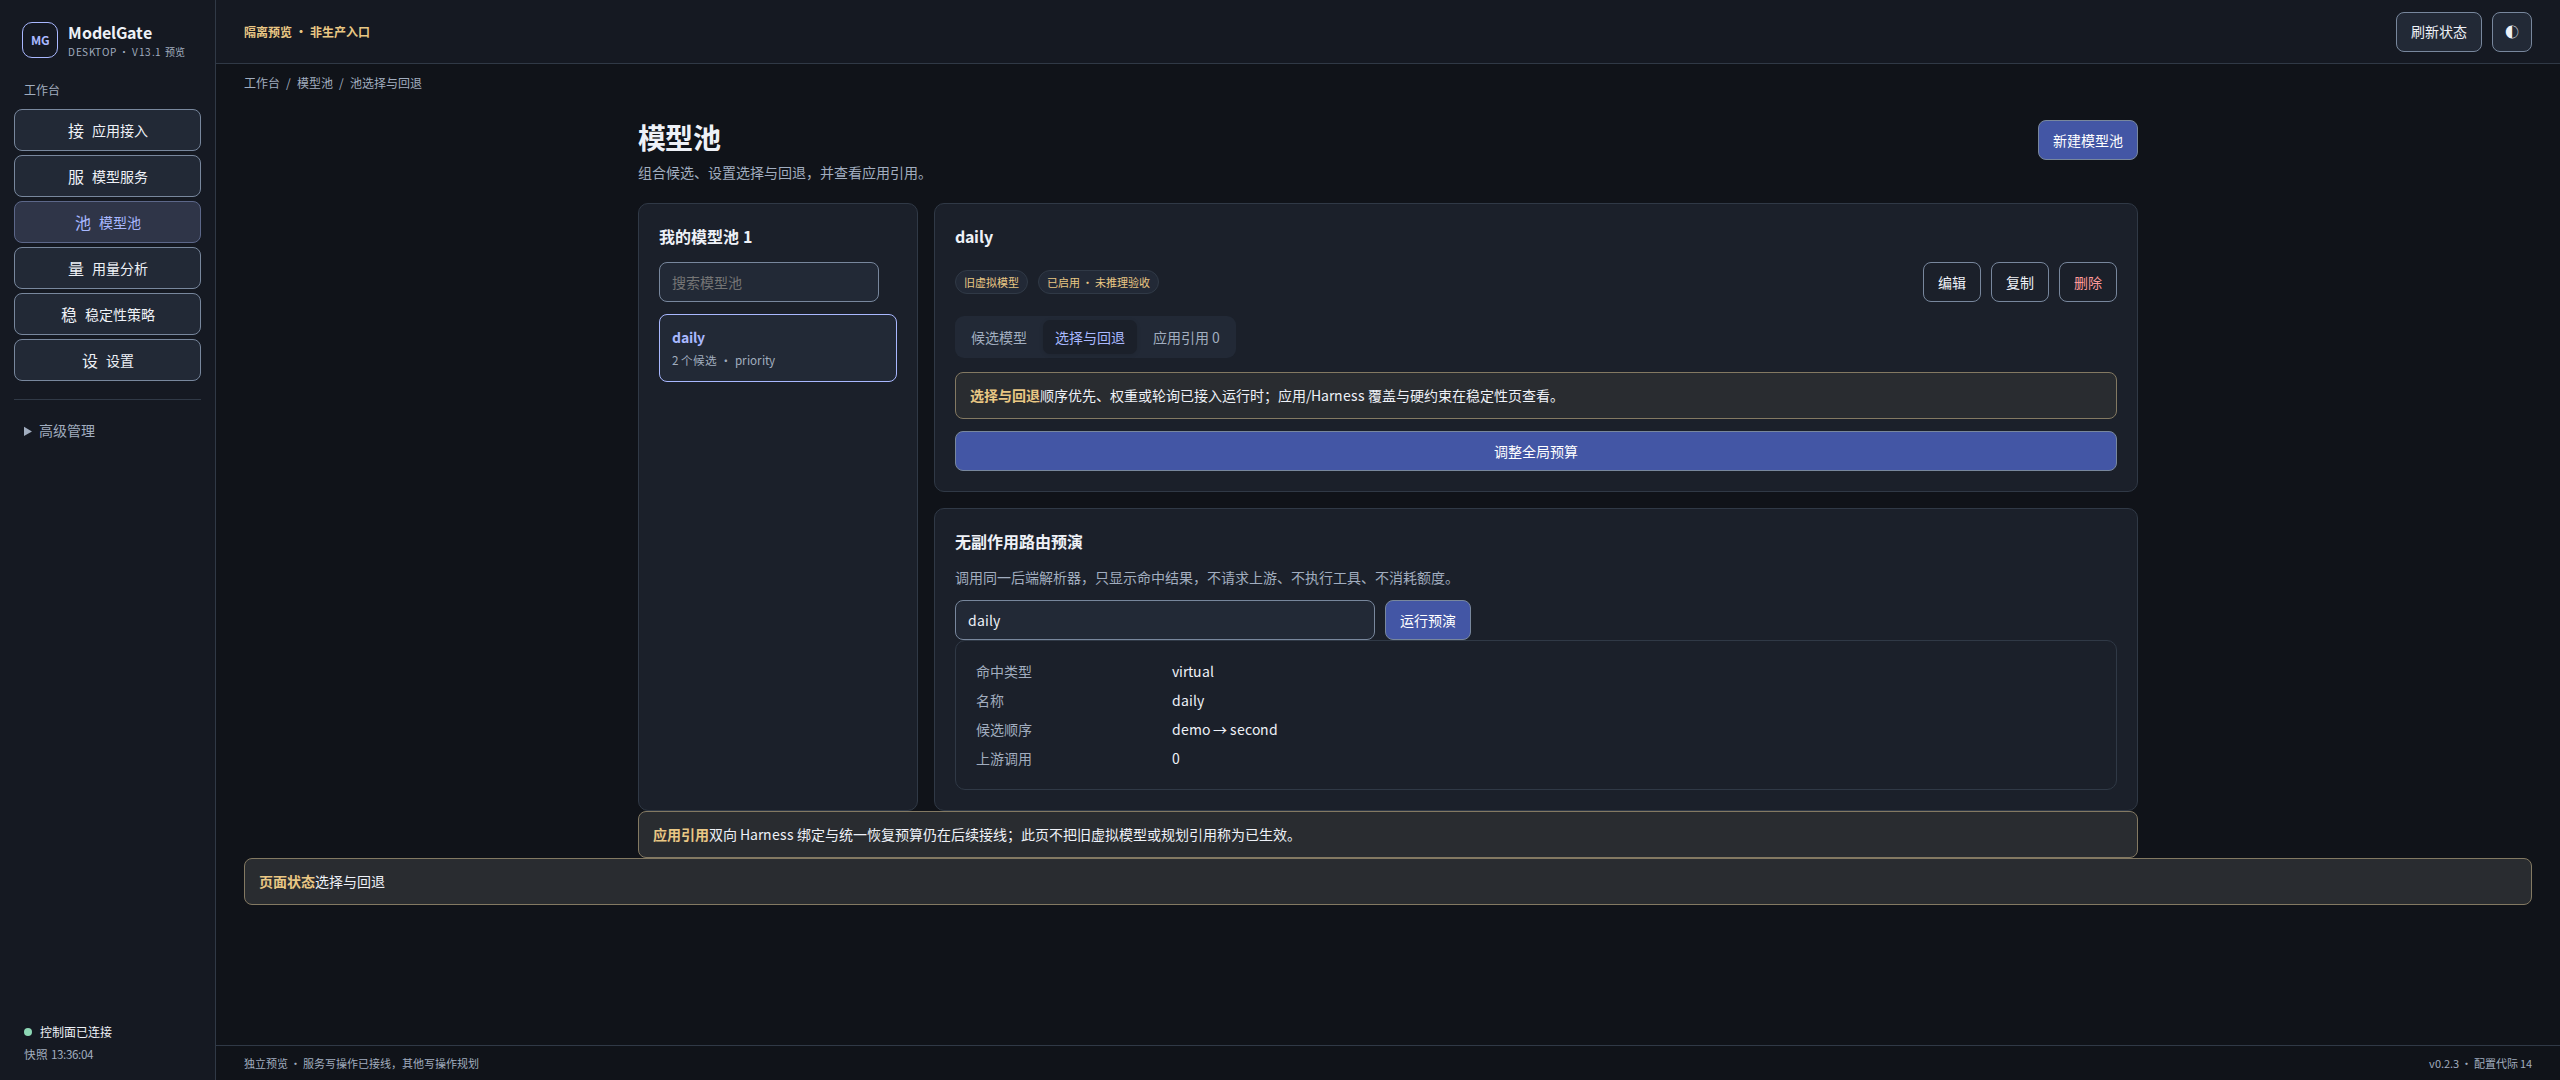 MG
ModelGate
DESKTOP · V13.1 预览
工作台
接 应用接入
服 模型服务
池 模型池
量 用量分析
稳 稳定性策略
设 设置
▶ 高级管理
控制面已连接
快照 13:36:04
隔离预览 · 非生产入口
刷新状态
工作台 / 模型池 / 池选择与回退
模型池
新建模型池
组合候选、设置选择与回退，并查看应用引用。
我的模型池 1
搜索模型池
daily
2 个候选 · priority
daily
旧虚拟模型
已启用 · 未推理验收
编辑
复制
删除
候选模型
选择与回退
应用引用 0
选择与回退顺序优先、权重或轮询已接入运行时；应用/Harness 覆盖与硬约束在稳定性页查看。
调整全局预算
无副作用路由预演
调用同一后端解析器，只显示命中结果，不请求上游、不执行工具、不消耗额度。
daily
运行预演
命中类型 virtual
名称 daily
候选顺序 demo → second
上游调用 0
应用引用双向 Harness 绑定与统一恢复预算仍在后续接线；此页不把旧虚拟模型或规划引用称为已生效。
页面状态选择与回退
独立预览 · 服务写操作已接线，其他写操作规划
v0.2.3 · 配置代际 14